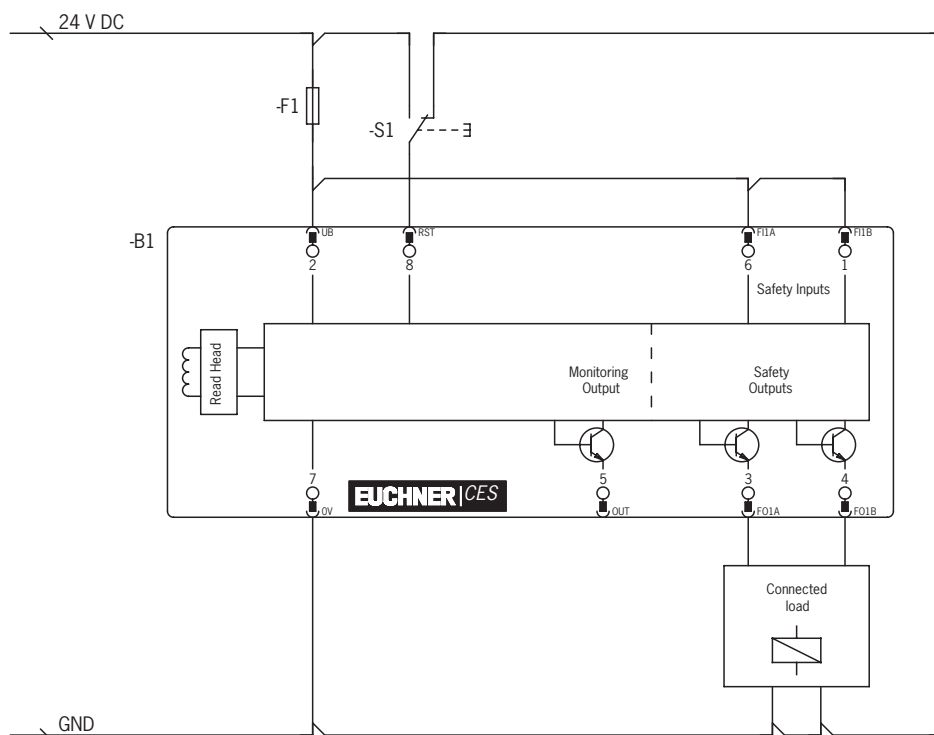 24 V DC
-F1
-S1
-B1
UB
RST
FI1A
FI1B
2
8
6
1
Safety Inputs
Read Head
Monitoring
Output
Safety
Outputs
7
5
3
4
EUCHNER|CES
0V
OUT
FO1A
FO1B
Connected
load
GND